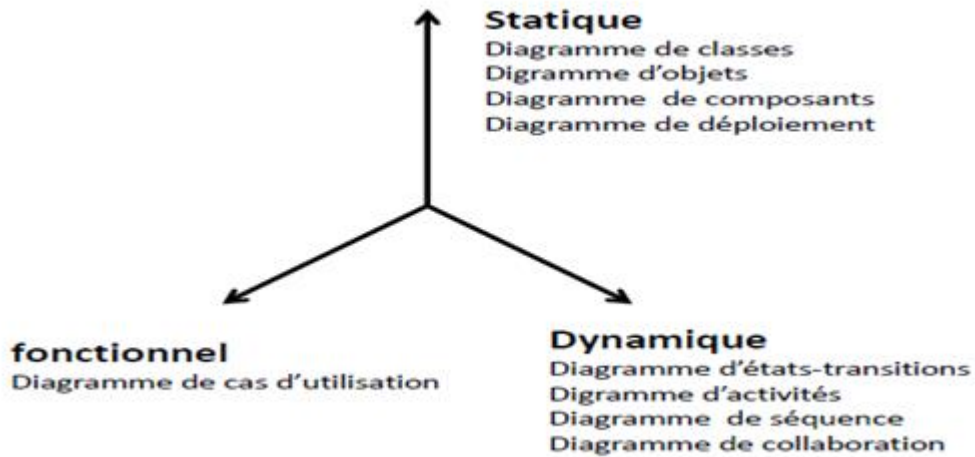 Statique
Diagramme de classes
Digramme d'objets
Diagramme de composants
Diagramme de déploiement
fonctionnel
Diagramme de cas d'utilisation
Dynamique
Diagramme d'états-transitions
Digramme d'activités
Diagramme de séquence
Diagramme de collaboration